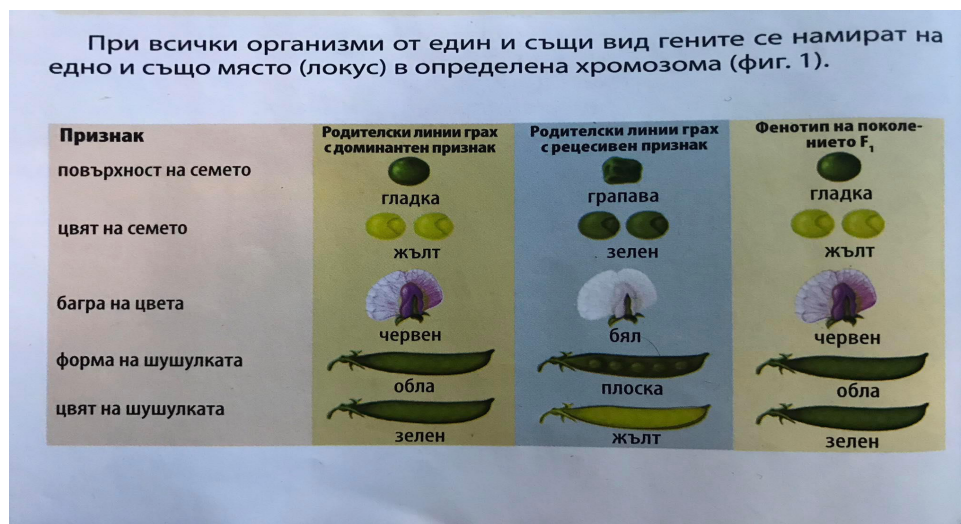 При всички организми от един и същи вид гените се намират на
едно и също място (локус) в определена хромозома (фиг. 1).
Признак
Родителски линии грах
с доминантен признак
Родителски линии грах
с рецесивен признак
Фенотип на поколе-
нието F₁
повърхност на семето
гладка
грапава
гладка
цвят на семето
жълт
зелен
жълт
багра на цвета
червен
бял
червен
форма на шушулката
обла
плоска
обла
цвят на шушулката
зелен
жълт
зелен